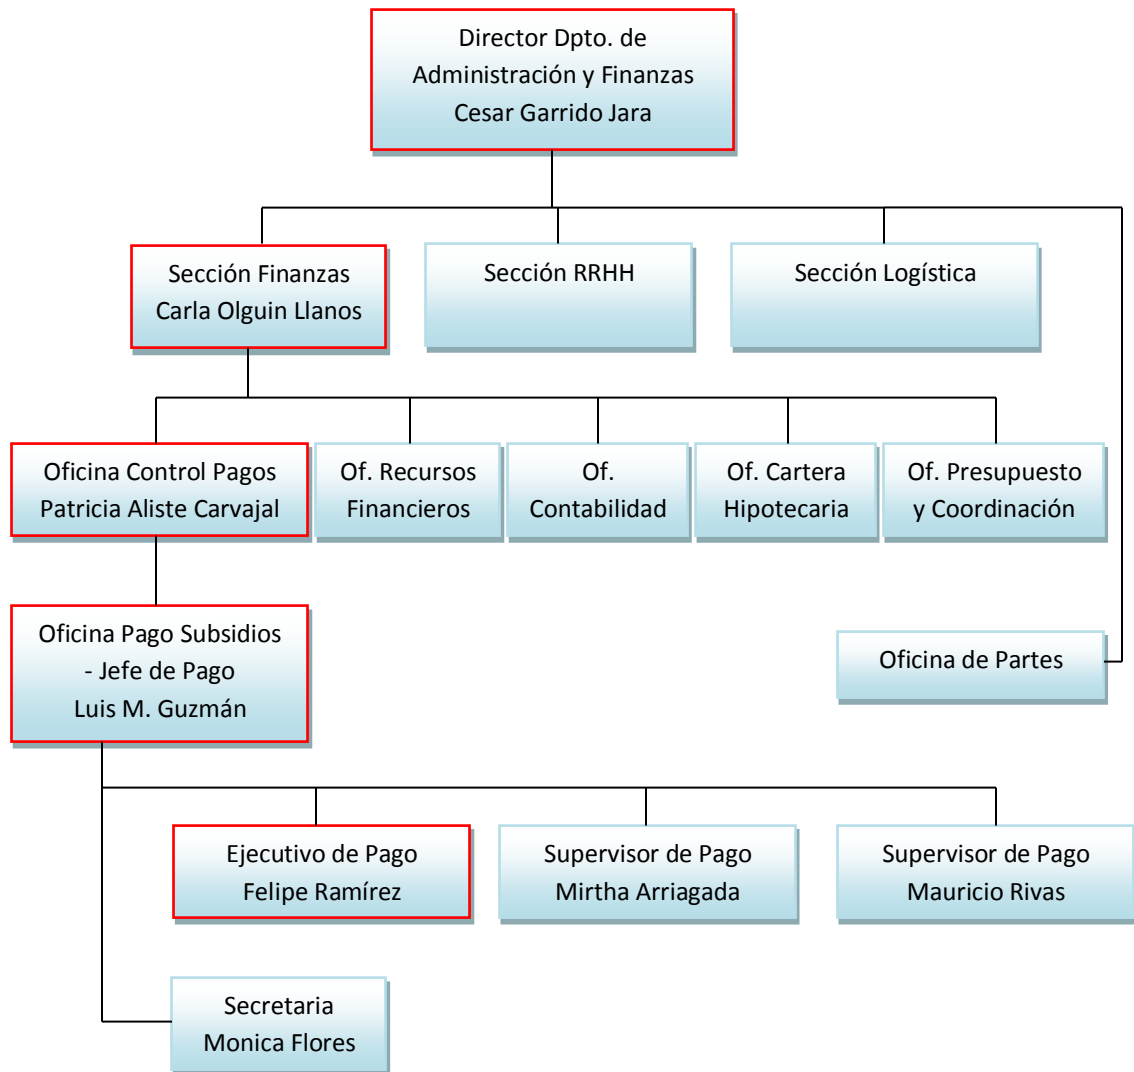 Director Dpto. de
Administración y Finanzas
Cesar Garrido Jara
Sección Finanzas
Carla Olguin Llanos
Sección RRHH
Sección Logística
Oficina Control Pagos
Patricia Aliste Carvajal
Of. Recursos
Financieros
Of.
Contabilidad
Of. Cartera
Hipotecaria
Of. Presupuesto
y Coordinación
Oficina Pago Subsidios
- Jefe de Pago
Luis M. Guzmán
Oficina de Partes
Ejecutivo de Pago
Felipe Ramírez
Supervisor de Pago
Mirtha Arriagada
Supervisor de Pago
Mauricio Rivas
Secretaria
Monica Flores